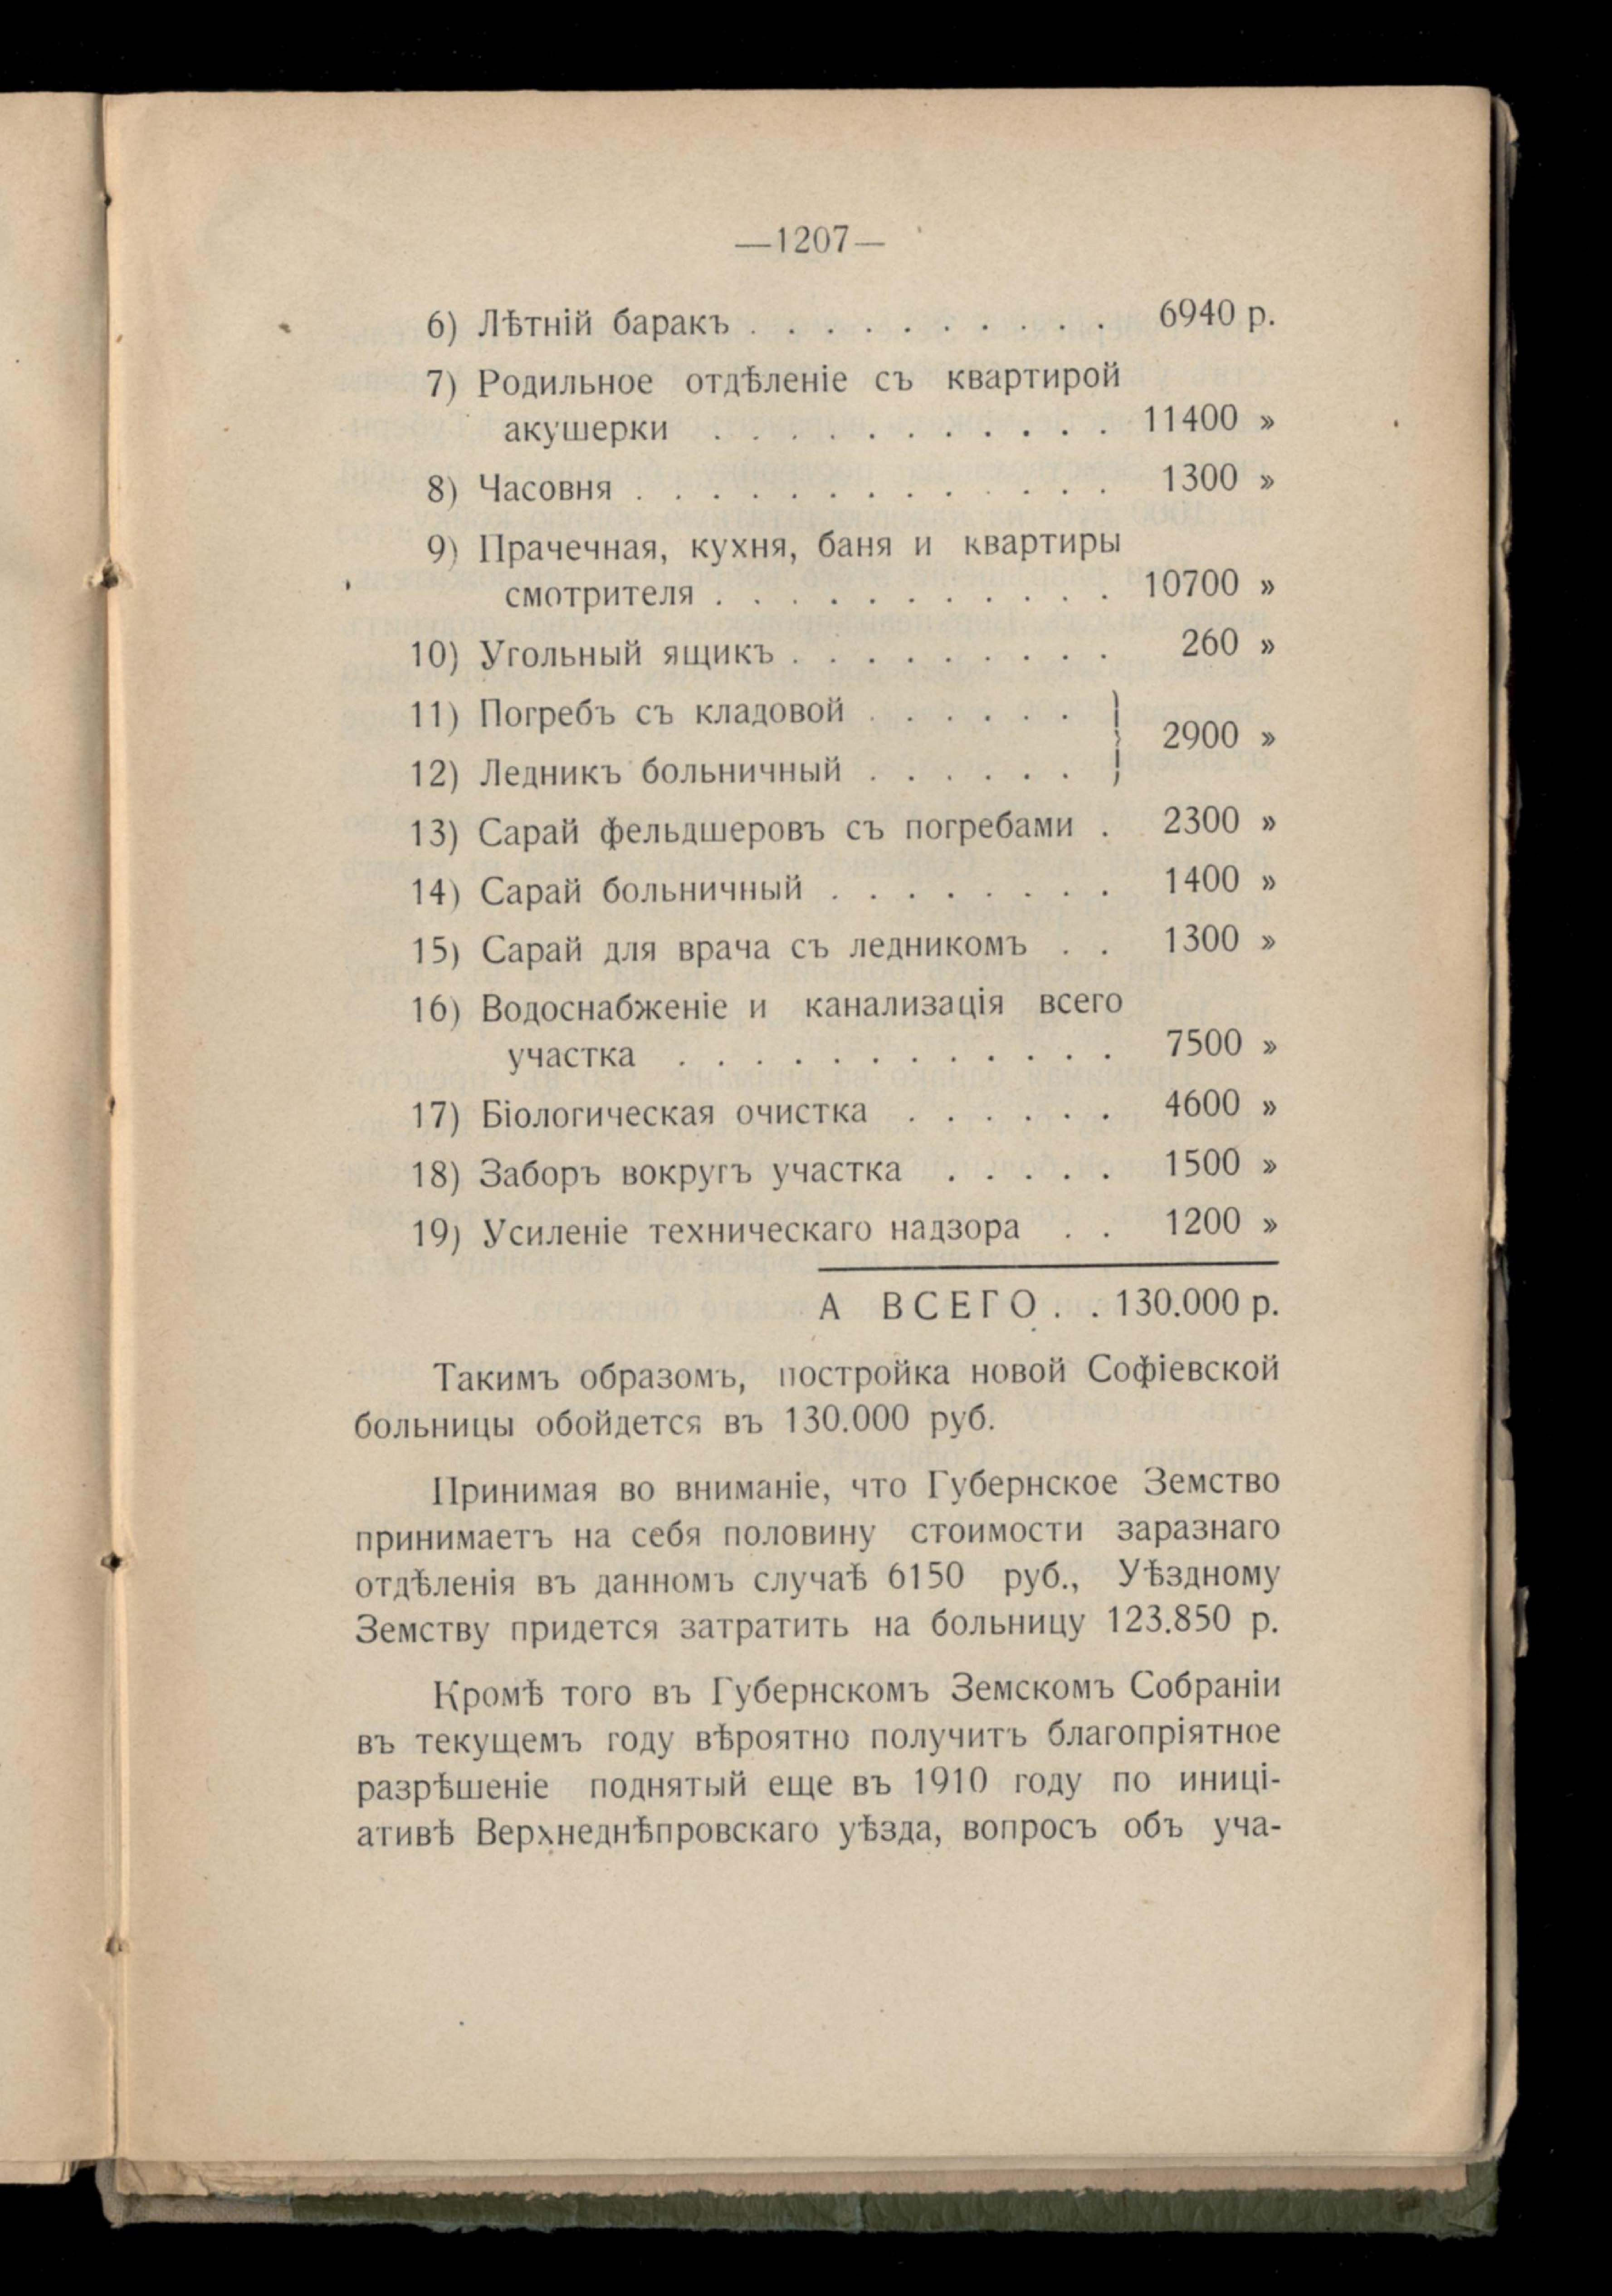 —1207—
6) Лѣтній баракъ . . . . . . . . . . 6940 р.
7) Родильное отдѣленіе съ квартирой
акушерки . . . . . . . . . . . 11400 »
8) Часовня . . . . . . . . . . . . . 1300 »
9) Прачечная, кухня, баня и квартиры
смотрителя . . . . . . . . . . . 10700 »
10) Угольный ящикъ . . . . . . . . . 260 »
11) Погребъ съ кладовой . . . . . . }
2900 »
12) Ледникъ больничный . . . . . .
13) Сарай фельдшеровъ съ погребами . 2300 »
14) Сарай больничный . . . . . . . . 1400 »
15) Сарай для врача съ ледникомъ . . 1300 »
16) Водоснабженіе и канализація всего
участка . . . . . . . . . . . . 7500 »
17) Біологическая очистка . . . . . . 4600 »
18) Заборъ вокругъ участка . . . . . 1500 »
19) Усиленіе техническаго надзора . . 1200 »
А ВСЕГО . . 130.000 р.
Такимъ образомъ, постройка новой Софіевской
больницы обойдется въ 130.000 руб.
Принимая во вниманіе, что Губернское Земство
принимаетъ на себя половину стоимости заразнаго
отдѣленія въ данномъ случаѣ 6150 руб., Уѣздному
Земству придется затратить на больницу 123.850 р.
Кромѣ того въ Губернскомъ Земскомъ Собраніи
въ текущемъ году вѣроятно получитъ благопріятное
разрѣшеніе поднятый еще въ 1910 году по иниці-
ативѣ Верхнеднѣпровскаго уѣзда, вопросъ объ уча-